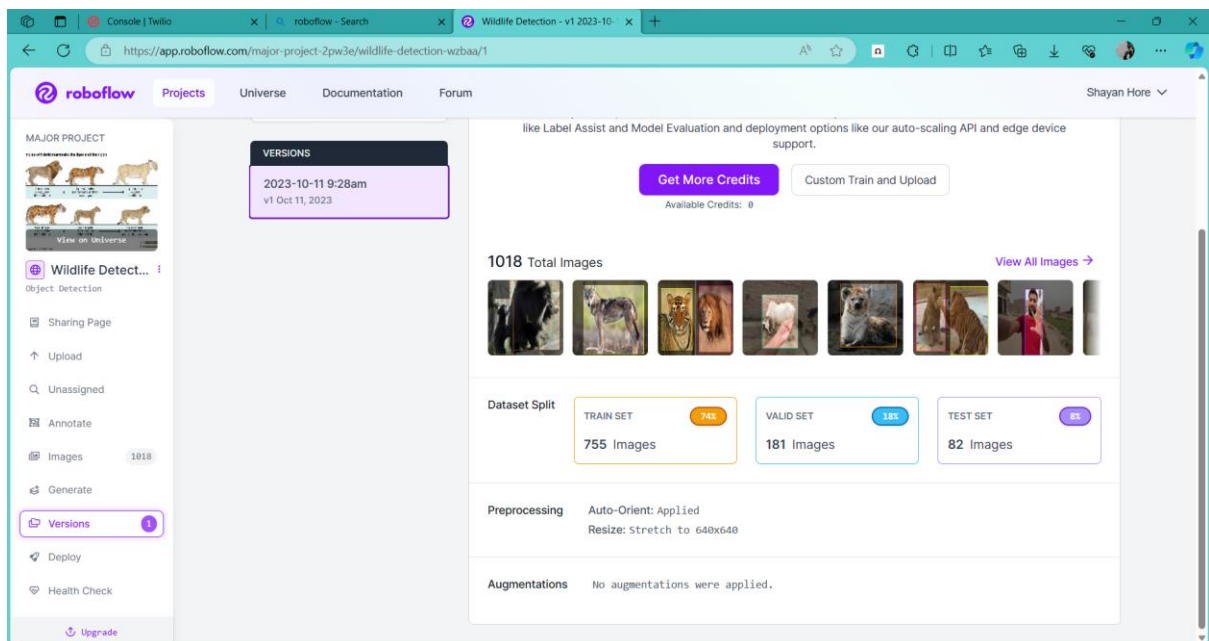 Console | Twilio
roboflow - Search
Wildlife Detection - v1 2023-10-
https://app.roboflow.com/major-project-2pw3e/wildlife-detection-wzbaa/1
roboflow
Projects
Universe
Documentation
Forum
Shayan Hore
MAJOR PROJECT
View on Universe
Wildlife Detect...
Object Detection
Sharing Page
Upload
Unassigned
Annotate
Images 1018
Generate
Versions 1
Deploy
Health Check
Upgrade
VERSIONS
2023-10-11 9:28am
v1 Oct 11, 2023
like Label Assist and Model Evaluation and deployment options like our auto-scaling API and edge device
support.
Get More Credits
Custom Train and Upload
Available Credits: 0
1018 Total Images
View All Images →
Dataset Split
TRAIN SET 74%
755 Images
VALID SET 18%
181 Images
TEST SET 8%
82 Images
Preprocessing
Auto-Orient: Applied
Resize: Stretch to 640x640
Augmentations
No augmentations were applied.